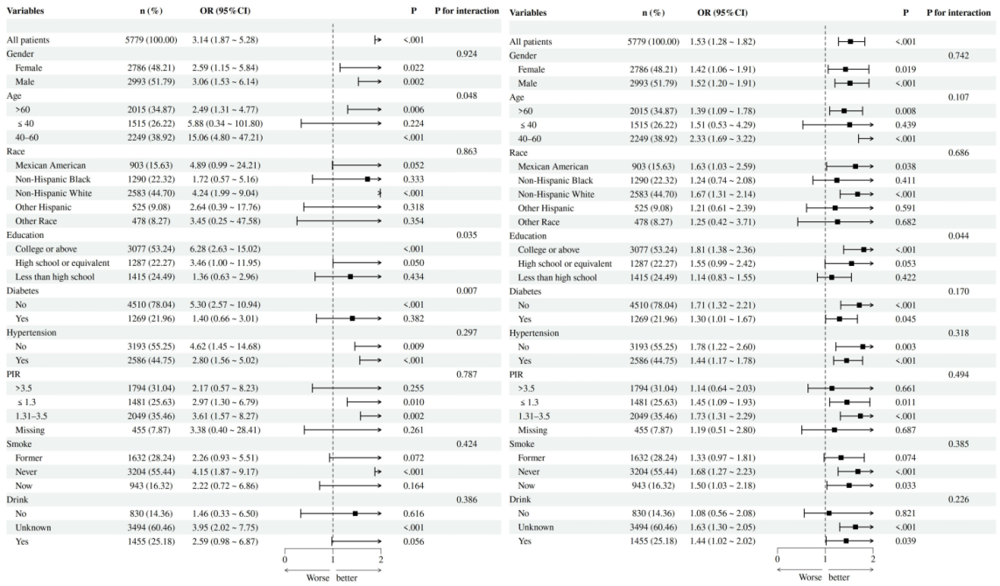 Variables n (%) OR (95%CI) P P for interaction
All patients 5779 (100.00) 3.14 (1.87 ~ 5.28) <.001
Gender 0.924
Female 2786 (48.21) 2.59 (1.15 ~ 5.84) 0.022
Male 2993 (51.79) 3.06 (1.53 ~ 6.14) 0.002
Age 0.048
>60 2015 (34.87) 2.49 (1.31 ~ 4.77) 0.006
≤ 40 1515 (26.22) 5.88 (0.34 ~ 101.80) 0.224
40–60 2249 (38.92) 15.06 (4.80 ~ 47.21) <.001
Race 0.863
Mexican American 903 (15.63) 4.89 (0.99 ~ 24.21) 0.052
Non-Hispanic Black 1290 (22.32) 1.72 (0.57 ~ 5.16) 0.333
Non-Hispanic White 2583 (44.70) 4.24 (1.99 ~ 9.04) <.001
Other Hispanic 525 (9.08) 2.64 (0.39 ~ 17.76) 0.318
Other Race 478 (8.27) 3.45 (0.25 ~ 47.58) 0.354
Education 0.035
College or above 3077 (53.24) 6.28 (2.63 ~ 15.02) <.001
High school or equivalent 1287 (22.27) 3.46 (1.00 ~ 11.95) 0.050
Less than high school 1415 (24.49) 1.36 (0.63 ~ 2.96) 0.434
Diabetes 0.007
No 4510 (78.04) 5.30 (2.57 ~ 10.94) <.001
Yes 1269 (21.96) 1.40 (0.66 ~ 3.01) 0.382
Hypertension 0.297
No 3193 (55.25) 4.62 (1.45 ~ 14.68) 0.009
Yes 2586 (44.75) 2.80 (1.56 ~ 5.02) <.001
PIR 0.787
>3.5 1794 (31.04) 2.17 (0.57 ~ 8.23) 0.255
≤ 1.3 1481 (25.63) 2.97 (1.30 ~ 6.79) 0.010
1.31–3.5 2049 (35.46) 3.61 (1.57 ~ 8.27) 0.002
Missing 455 (7.87) 3.38 (0.40 ~ 28.41) 0.261
Smoke 0.424
Former 1632 (28.24) 2.26 (0.93 ~ 5.51) 0.072
Never 3204 (55.44) 4.15 (1.87 ~ 9.17) <.001
Now 943 (16.32) 2.22 (0.72 ~ 6.86) 0.164
Drink 0.386
No 830 (14.36) 1.46 (0.33 ~ 6.50) 0.616
Unknown 3494 (60.46) 3.95 (2.02 ~ 7.75) <.001
Yes 1455 (25.18) 2.59 (0.98 ~ 6.87) 0.056
0 1 2
Worse better
Variables n (%) OR (95%CI) P P for interaction
All patients 5779 (100.00) 1.53 (1.28 ~ 1.82) <.001
Gender 0.742
Female 2786 (48.21) 1.42 (1.06 ~ 1.91) 0.019
Male 2993 (51.79) 1.52 (1.20 ~ 1.91) <.001
Age 0.107
>60 2015 (34.87) 1.39 (1.09 ~ 1.78) 0.008
≤ 40 1515 (26.22) 1.51 (0.53 ~ 4.29) 0.439
40–60 2249 (38.92) 2.33 (1.69 ~ 3.22) <.001
Race 0.686
Mexican American 903 (15.63) 1.63 (1.03 ~ 2.59) 0.038
Non-Hispanic Black 1290 (22.32) 1.24 (0.74 ~ 2.08) 0.411
Non-Hispanic White 2583 (44.70) 1.67 (1.31 ~ 2.14) <.001
Other Hispanic 525 (9.08) 1.21 (0.61 ~ 2.39) 0.591
Other Race 478 (8.27) 1.25 (0.42 ~ 3.71) 0.682
Education 0.044
College or above 3077 (53.24) 1.81 (1.38 ~ 2.36) <.001
High school or equivalent 1287 (22.27) 1.55 (0.99 ~ 2.42) 0.053
Less than high school 1415 (24.49) 1.14 (0.83 ~ 1.55) 0.422
Diabetes 0.170
No 4510 (78.04) 1.71 (1.32 ~ 2.21) <.001
Yes 1269 (21.96) 1.30 (1.01 ~ 1.67) 0.045
Hypertension 0.318
No 3193 (55.25) 1.78 (1.22 ~ 2.60) 0.003
Yes 2586 (44.75) 1.44 (1.17 ~ 1.78) <.001
PIR 0.494
>3.5 1794 (31.04) 1.14 (0.64 ~ 2.03) 0.661
≤ 1.3 1481 (25.63) 1.45 (1.09 ~ 1.93) 0.011
1.31–3.5 2049 (35.46) 1.73 (1.31 ~ 2.29) <.001
Missing 455 (7.87) 1.19 (0.51 ~ 2.80) 0.687
Smoke 0.385
Former 1632 (28.24) 1.33 (0.97 ~ 1.81) 0.074
Never 3204 (55.44) 1.68 (1.27 ~ 2.23) <.001
Now 943 (16.32) 1.50 (1.03 ~ 2.18) 0.033
Drink 0.226
No 830 (14.36) 1.08 (0.56 ~ 2.08) 0.821
Unknown 3494 (60.46) 1.63 (1.30 ~ 2.05) <.001
Yes 1455 (25.18) 1.44 (1.02 ~ 2.02) 0.039
0 1 2
Worse better